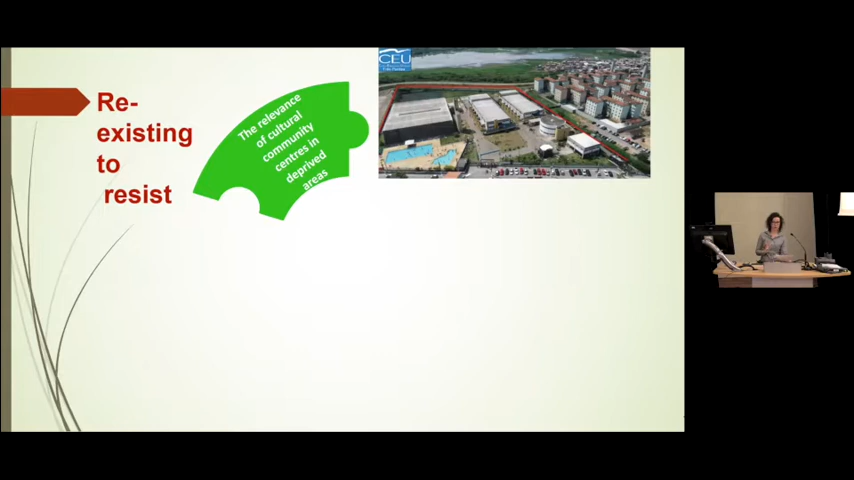 Re-
existing
to
resist
The relevance
of cultural
community
centres in
deprived
areas
CEU